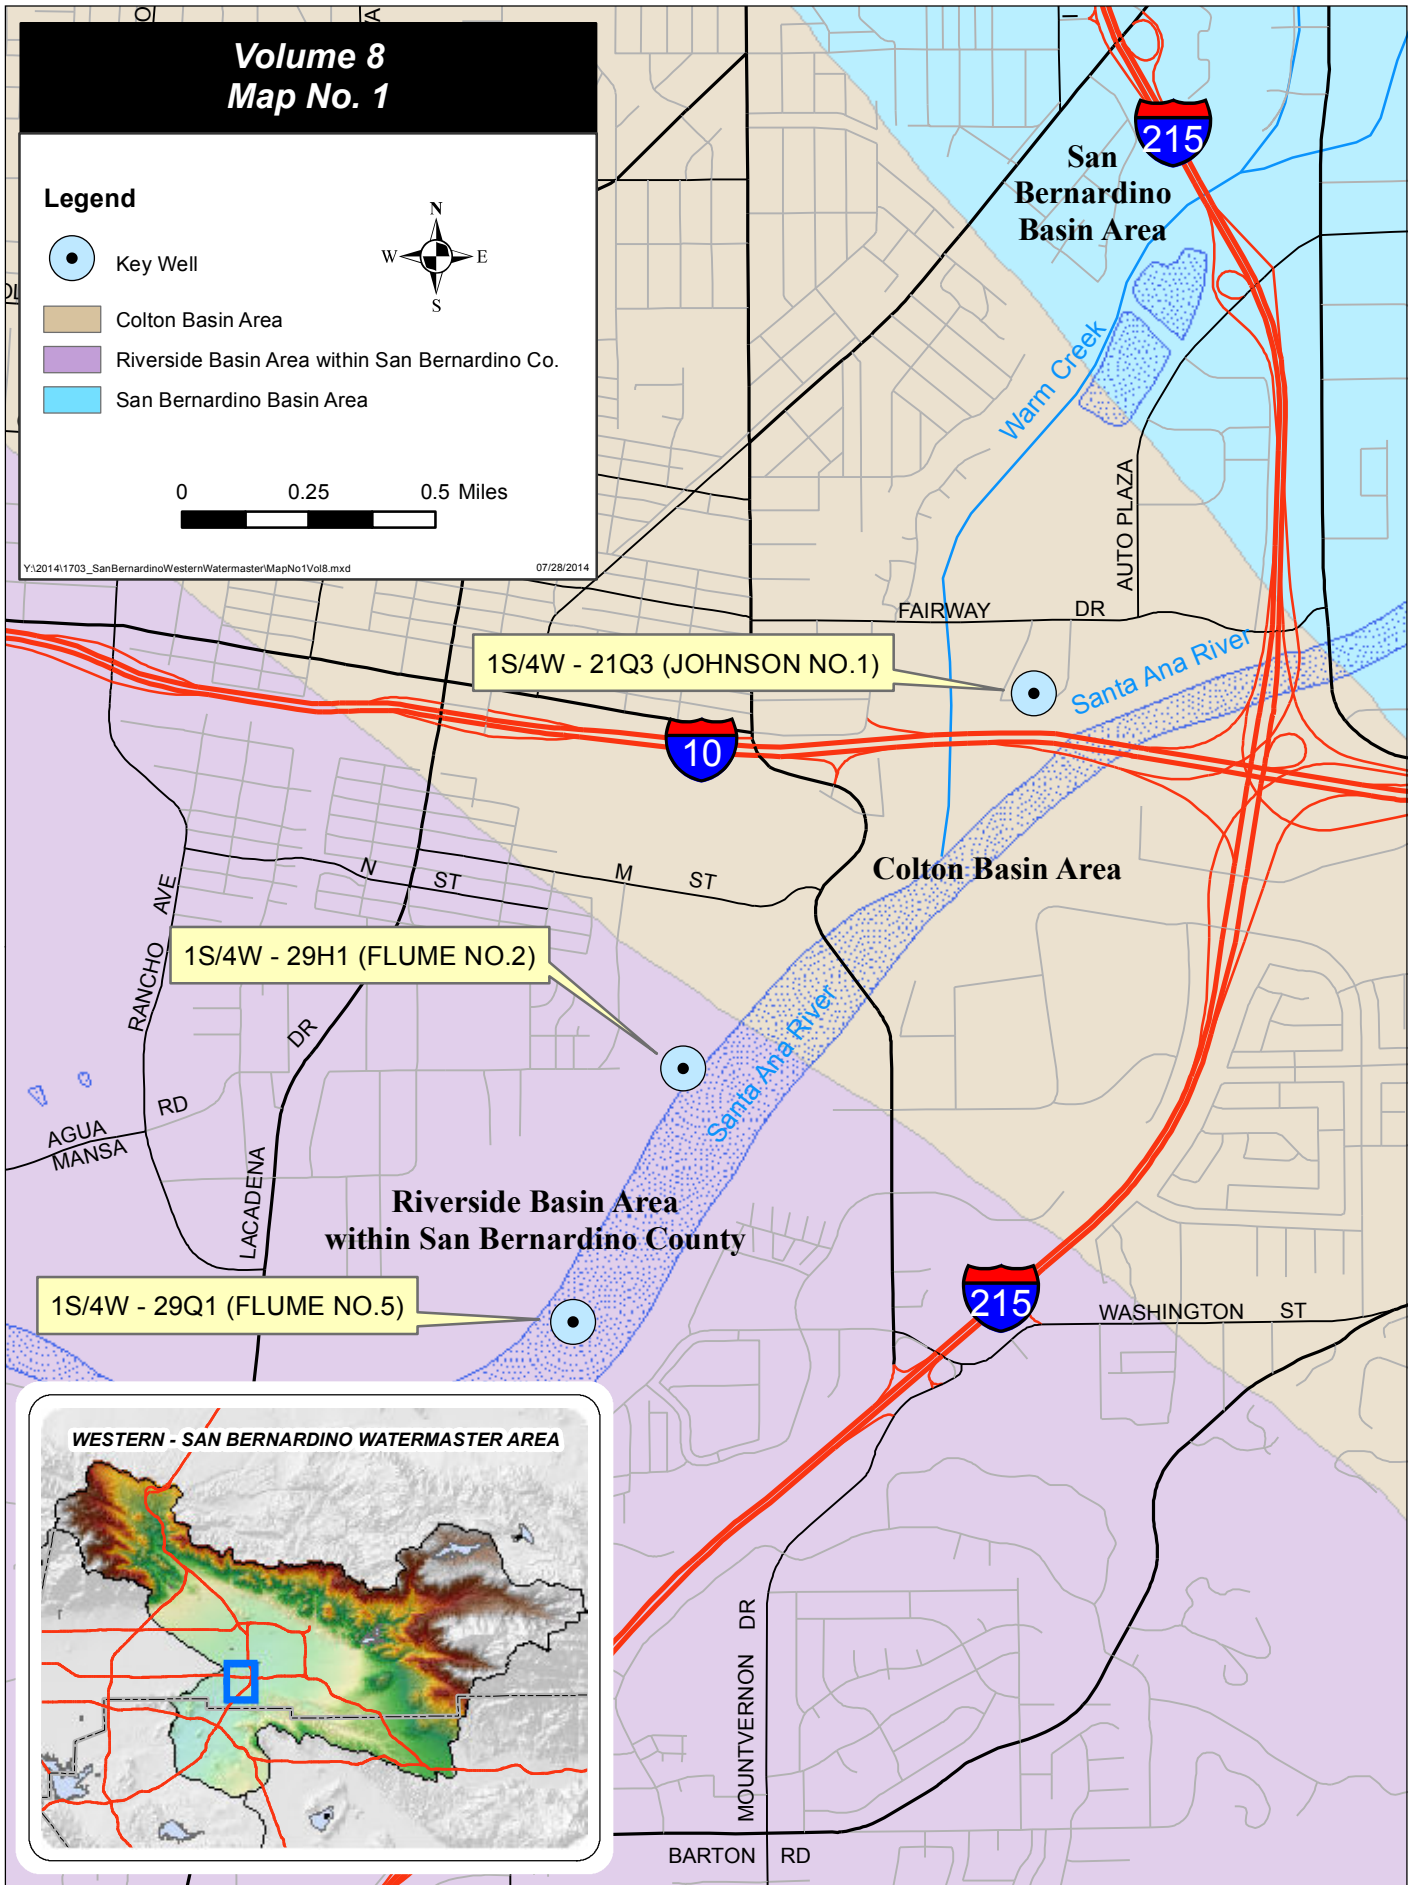 Volume 8
Map No. 1
Legend
N
W
E
S
Key Well
Colton Basin Area
Riverside Basin Area within San Bernardino Co.
San Bernardino Basin Area
0 0.25 0.5 Miles
Y:\2014\1703_SanBernardinoWesternWatermaster\MapNo1Vol8.mxd 07/28/2014
215
San
Bernardino
Basin Area
Warm Creek
AUTO PLAZA
FAIRWAY DR
1S/4W - 21Q3 (JOHNSON NO.1)
Santa Ana River
10
Colton Basin Area
N ST
M ST
RANCHO AVE
1S/4W - 29H1 (FLUME NO.2)
Santa Ana River
LACADENA DR
AGUA
MANSA
RD
Riverside Basin Area
within San Bernardino County
1S/4W - 29Q1 (FLUME NO.5)
215
WASHINGTON ST
WESTERN - SAN BERNARDINO WATERMASTER AREA
MOUNTVERNON DR
BARTON RD